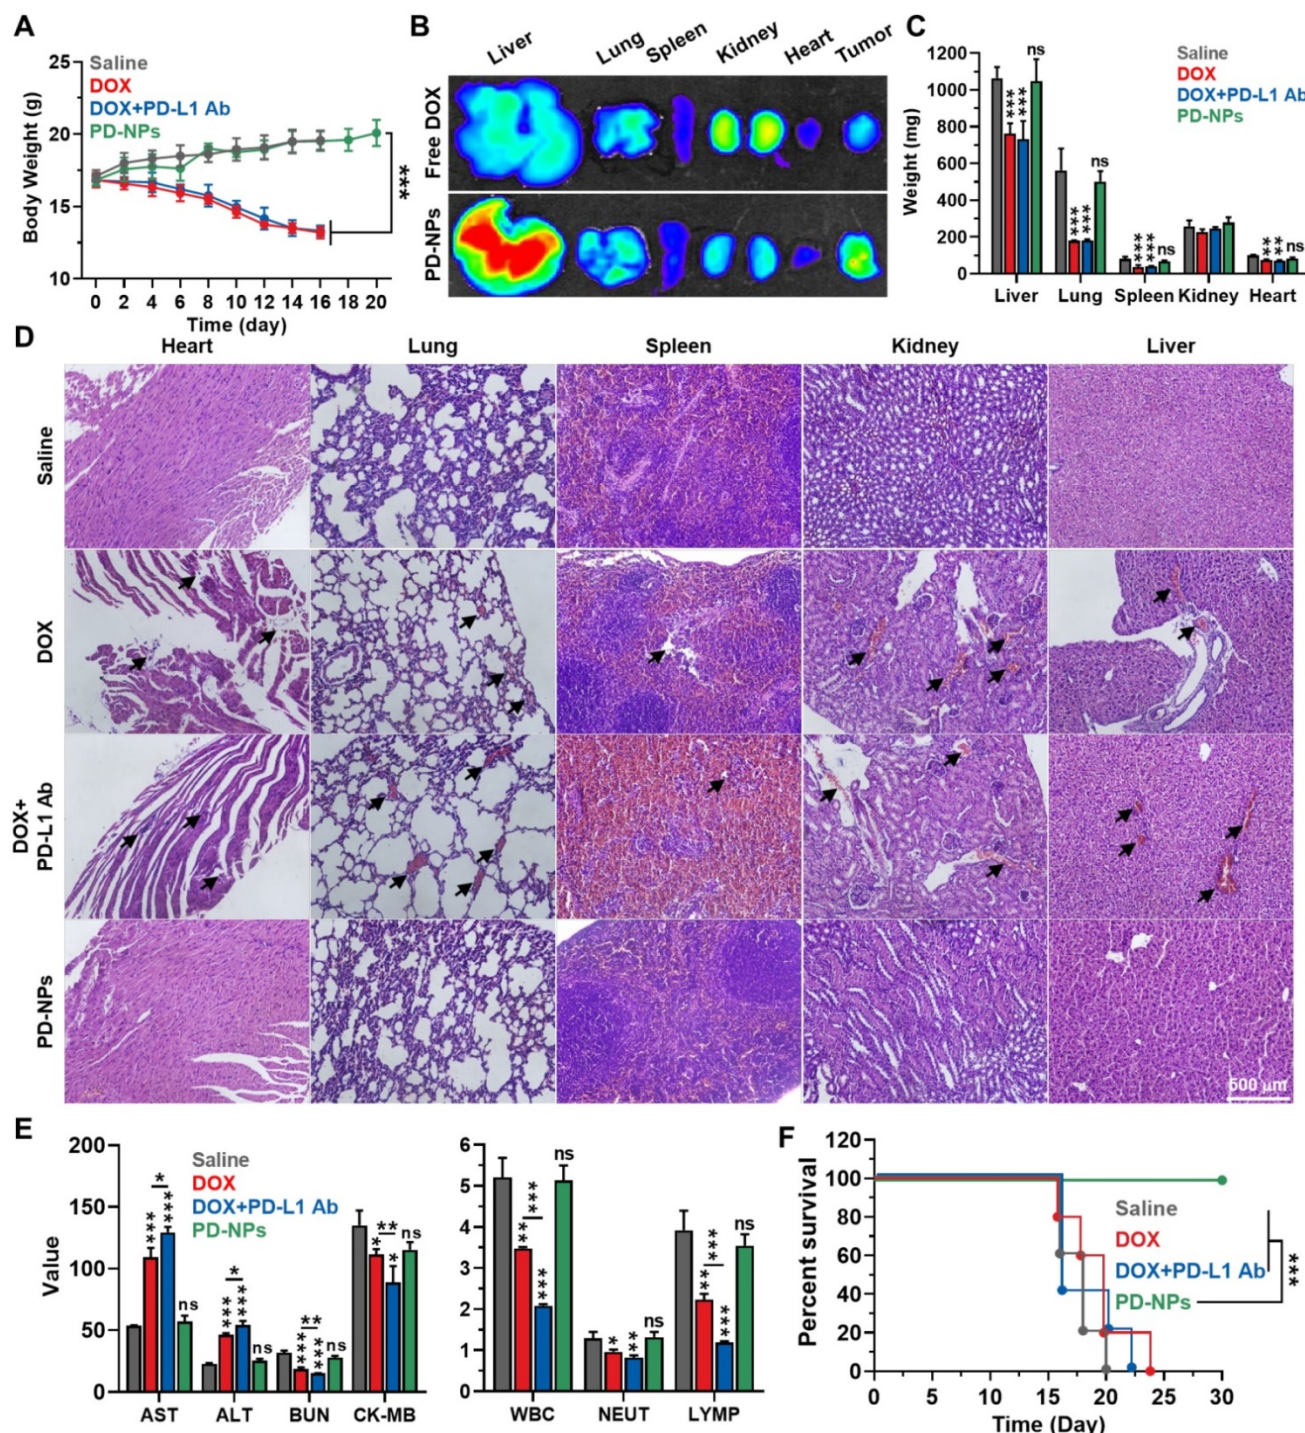 A
Body Weight (g)
25
20
15
10
Saline
DOX
DOX+PD-L1 Ab
PD-NPs
***
0 2 4 6 8 10 12 14 16 18 20
Time (day)
B
Liver Lung Spleen Kidney Heart Tumor
Free DOX
PD-NPs
C
Weight (mg)
1200
1000
800
600
400
200
0
Saline
DOX
DOX+PD-L1 Ab
PD-NPs
*** *** ns
*** *** ns
*** *** ns
** ** ns
Liver Lung Spleen Kidney Heart
D
Heart Lung Spleen Kidney Liver
Saline
DOX
DOX+
PD-L1 Ab
PD-NPs
500 μm
E
Value
200
150
100
50
0
Saline
DOX
DOX+PD-L1 Ab
PD-NPs
*
*** *** ns
*
*** *** ns
**
*** *** ns
**
* * ns
AST ALT BUN CK-MB
6
5
4
3
2
1
0
***
** *** ns
* ** ns
***
** *** ns
WBC NEUT LYMP
F
Percent survival
120
100
80
60
40
20
0
Saline
DOX
DOX+PD-L1 Ab
PD-NPs
***
0 5 10 15 20 25 30
Time (Day)